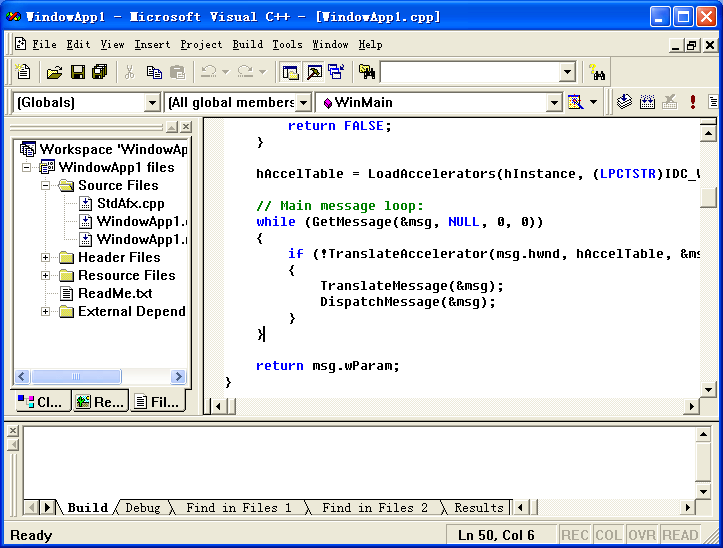 WindowApp1 - Microsoft Visual C++ - [WindowApp1.cpp]
File Edit View Insert Project Build Tools Window Help
(Globals) (All global members WinMain
Workspace 'WindowAp
WindowApp1 files
Source Files
StdAfx.cpp
WindowApp1.
WindowApp1.
Header Files
Resource Files
ReadMe.txt
External Depend
Cl... Re... Fil...
return FALSE;
}
hAccelTable = LoadAccelerators(hInstance, (LPCTSTR)IDC_W
// Main message loop:
while (GetMessage(&msg, NULL, 0, 0))
{
if (!TranslateAccelerator(msg.hwnd, hAccelTable, &ms
{
TranslateMessage(&msg);
DispatchMessage(&msg);
}
}
return msg.wParam;
}
Build Debug Find in Files 1 Find in Files 2 Results
Ready Ln 50, Col 6 REC COL OVR READ